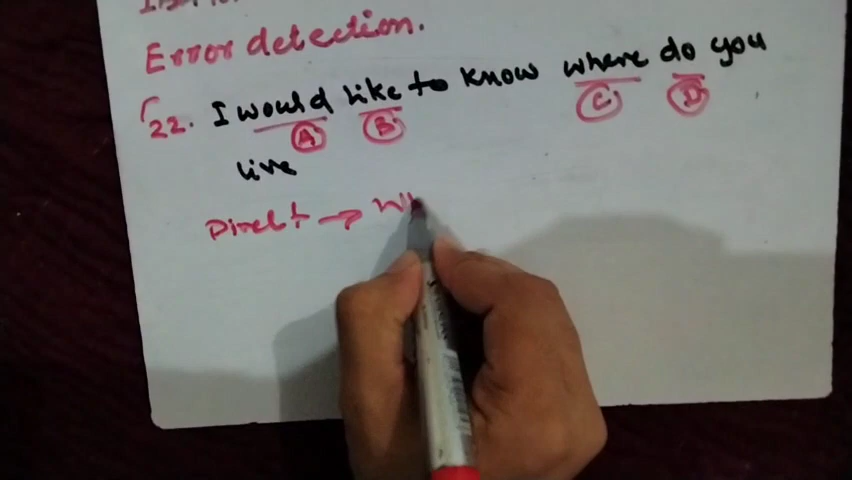 Error detection.
22. I would like to know where do you
A B C D
live
Direct →